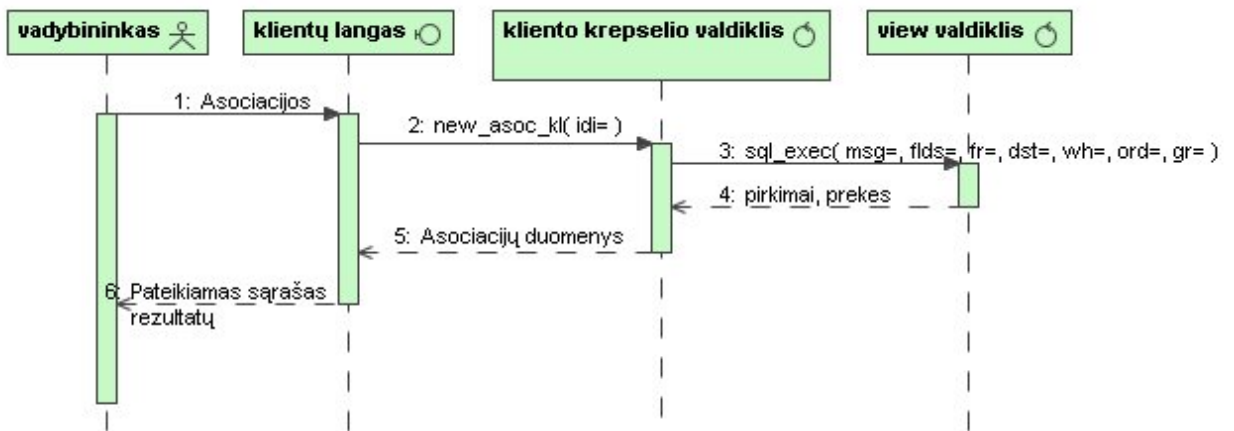 vadybininkas
klientų langas
kliento krepselio valdiklis
view valdiklis
1: Asociacijos
2: new_asoc_kl( idi= )
3: sql_exec( msg=, flds=, fr=, dst=, wh=, ord=, gr= )
4: pirkimai, prekes
5: Asociacijų duomenys
6: Pateikiamas sąrašas
rezultatų